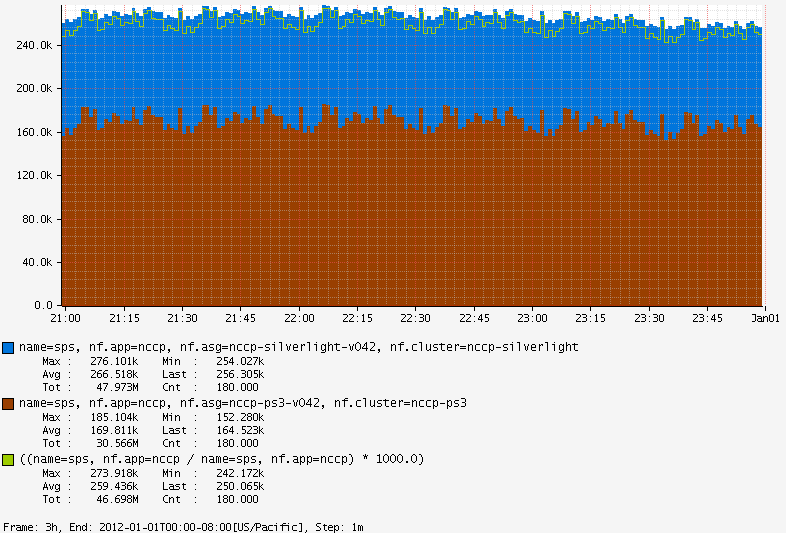 240.0k
200.0k
160.0k
120.0k
80.0k
40.0k
0.0
21:00 21:15 21:30 21:45 22:00 22:15 22:30 22:45 23:00 23:15 23:30 23:45 Jan01
name=sps, nf.app=nccp, nf.asg=nccp-silverlight-v042, nf.cluster=nccp-silverlight
Max : 276.101k Min : 254.027k
Avg : 266.518k Last : 256.305k
Tot : 47.973M Cnt : 180.000
name=sps, nf.app=nccp, nf.asg=nccp-ps3-v042, nf.cluster=nccp-ps3
Max : 185.104k Min : 152.280k
Avg : 169.811k Last : 164.523k
Tot : 30.566M Cnt : 180.000
((name=sps, nf.app=nccp / name=sps, nf.app=nccp) * 1000.0)
Max : 273.918k Min : 242.172k
Avg : 259.436k Last : 250.065k
Tot : 46.698M Cnt : 180.000
Frame: 3h, End: 2012-01-01T00:00-08:00[US/Pacific], Step: 1m